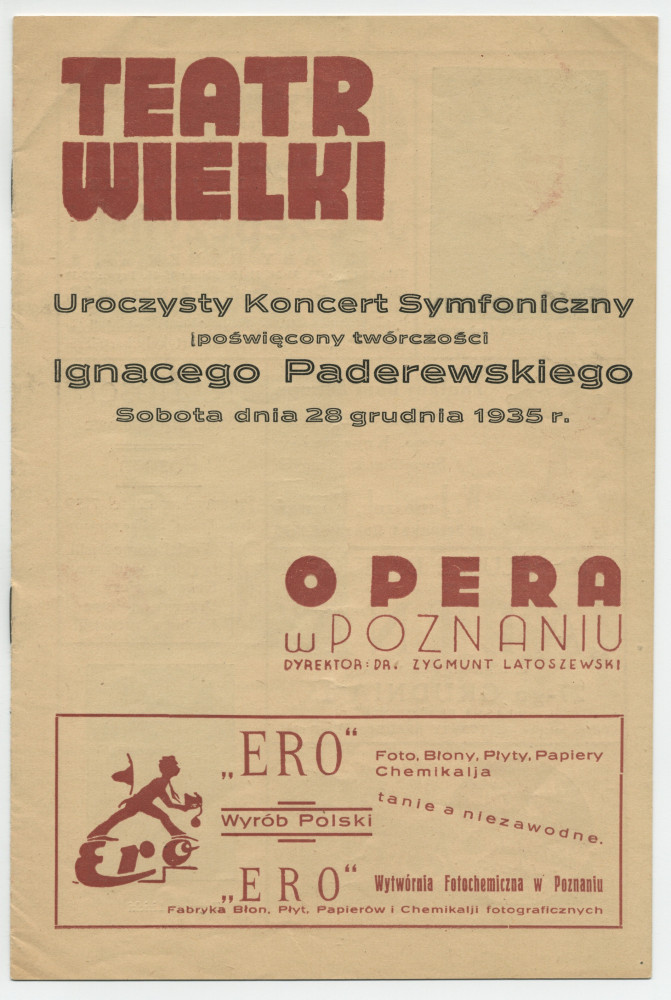 TEATR
WIELKI
Uroczysty Koncert Symfoniczny
poświęcony twórczości
Ignacego Paderewskiego
Sobota dnia 28 grudnia 1935 r.
OPERA
w POZNANIU
DYREKTOR: DR. ZYGMUNT LATOSZEWSKI
„ERO“ Foto, Błony, Płyty, Papiery
Chemikalja
tanie a niezawodne.
Wyrób Polski
Ero
„ERO“ Wytwórnia Fotochemiczna w Poznaniu
Fabryka Błon, Płyt, Papierów i Chemikalji fotograficznych